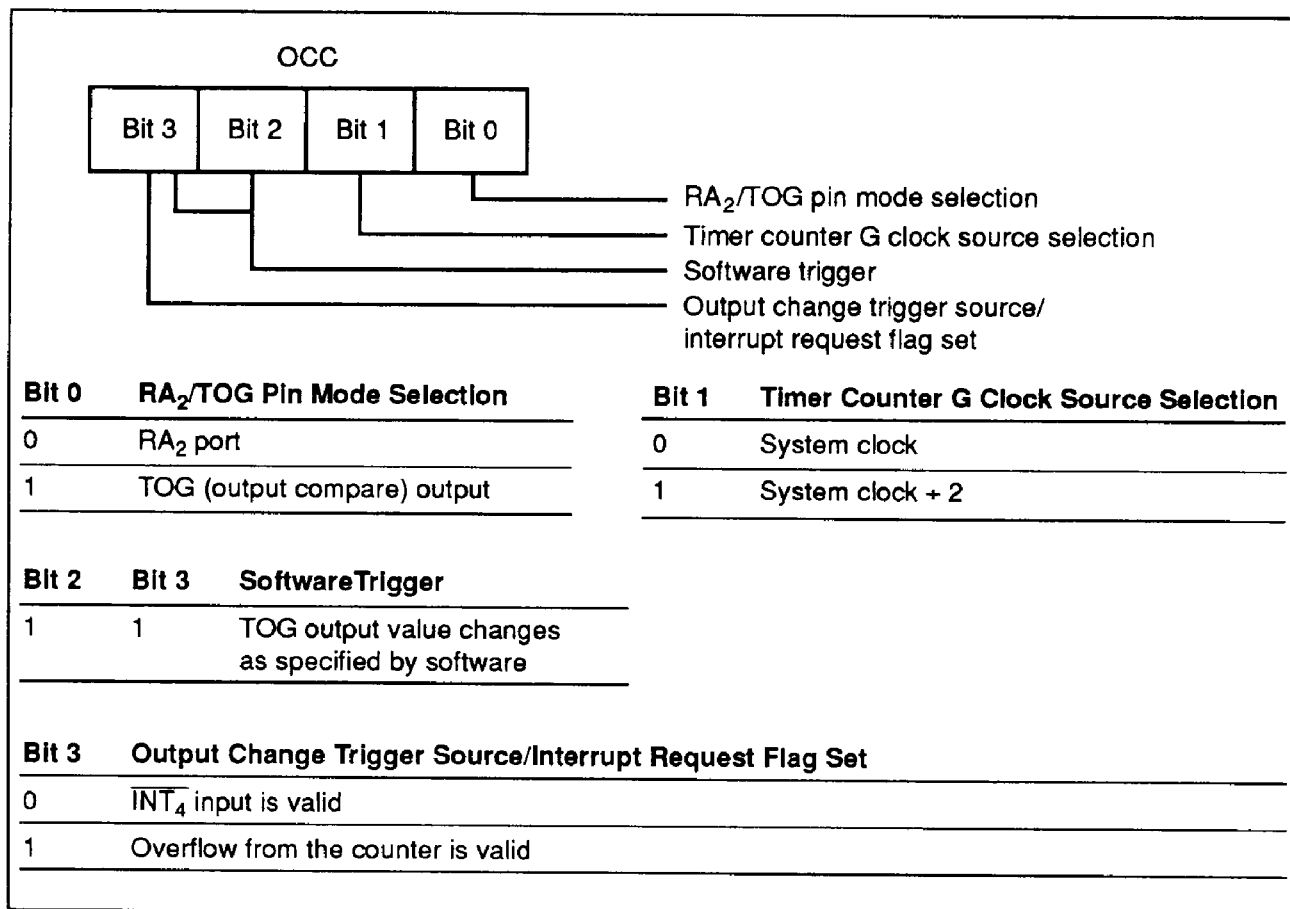 OCC
Bit 3 Bit 2 Bit 1 Bit 0
RA₂/TOG pin mode selection
Timer counter G clock source selection
Software trigger
Output change trigger source/
interrupt request flag set
Bit 0 RA₂/TOG Pin Mode Selection
0 RA₂ port
1 TOG (output compare) output
Bit 1 Timer Counter G Clock Source Selection
0 System clock
1 System clock + 2
Bit 2 Bit 3 SoftwareTrigger
1 1 TOG output value changes
as specified by software
Bit 3 Output Change Trigger Source/Interrupt Request Flag Set
0 I̅N̅T̅₄ input is valid
1 Overflow from the counter is valid